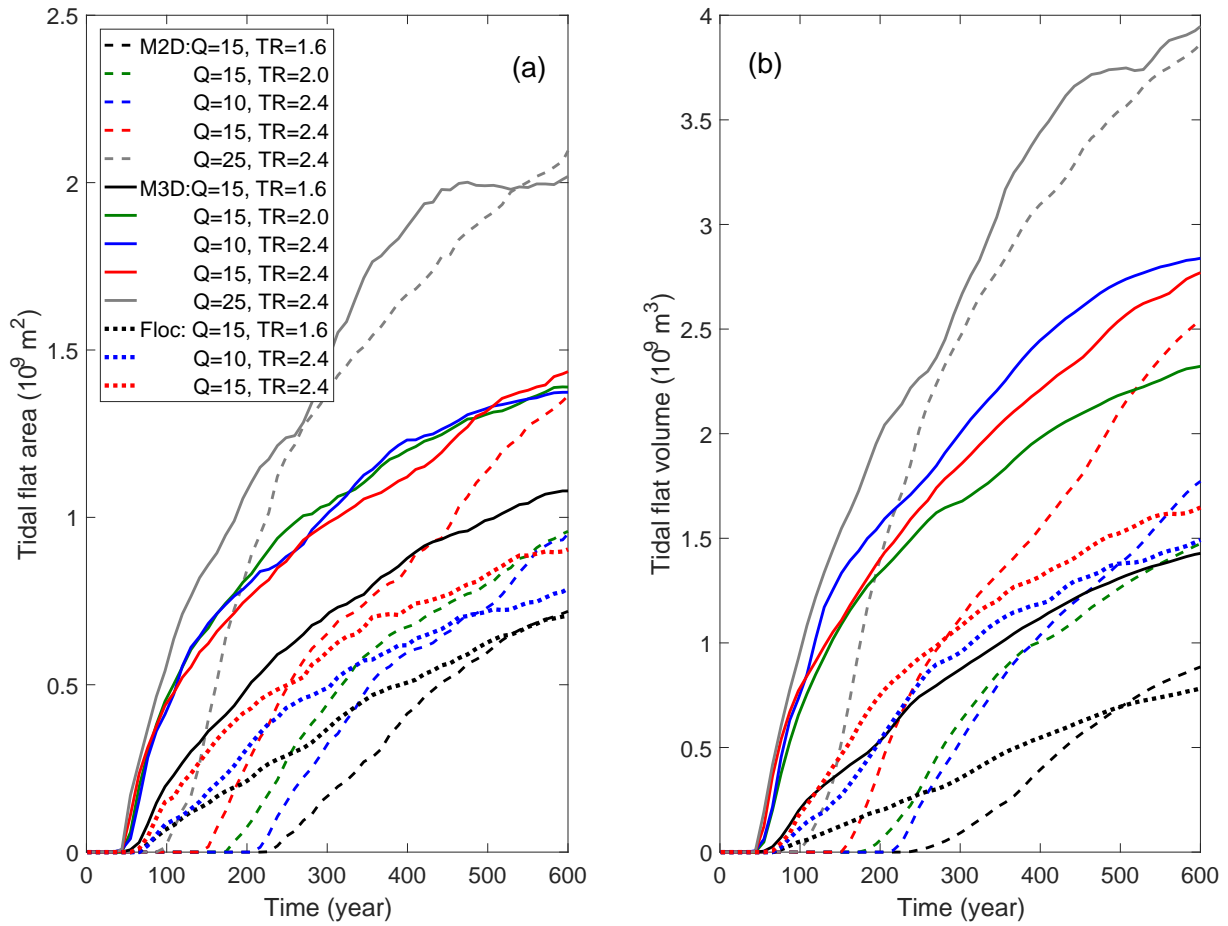 2.5
M2D:Q=15, TR=1.6
Q=15, TR=2.0
Q=10, TR=2.4
Q=15, TR=2.4
Q=25, TR=2.4
M3D:Q=15, TR=1.6
Q=15, TR=2.0
Q=10, TR=2.4
Q=15, TR=2.4
Q=25, TR=2.4
Floc: Q=15, TR=1.6
Q=10, TR=2.4
Q=15, TR=2.4
(a)
2
1.5
1
0.5
0
Tidal flat area (10⁹ m²)
0 100 200 300 400 500 600
Time (year)
4
(b)
3.5
3
2.5
2
1.5
1
0.5
0
Tidal flat volume (10⁹ m³)
0 100 200 300 400 500 600
Time (year)